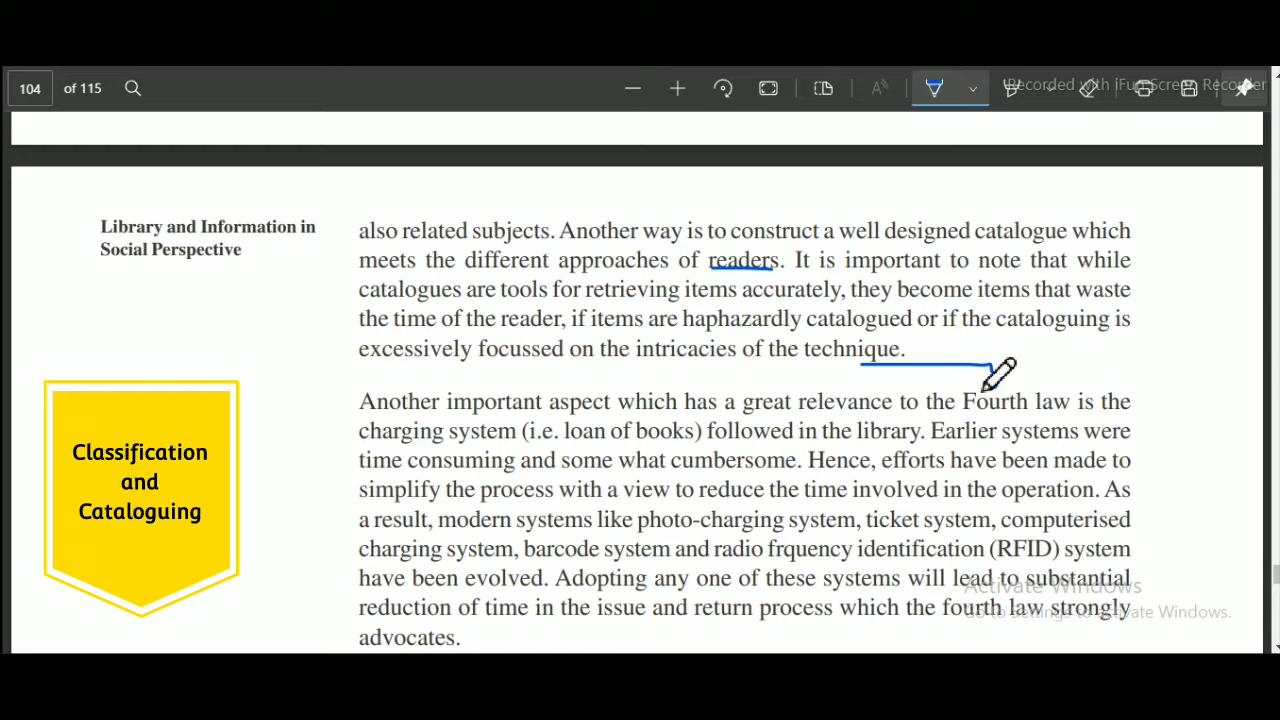 104 of 115
Recorded with iFun Screen Recorder
Library and Information in
Social Perspective
also related subjects. Another way is to construct a well designed catalogue which
meets the different approaches of readers. It is important to note that while
catalogues are tools for retrieving items accurately, they become items that waste
the time of the reader, if items are haphazardly catalogued or if the cataloguing is
excessively focussed on the intricacies of the technique.
Classification
and
Cataloguing
Another important aspect which has a great relevance to the Fourth law is the
charging system (i.e. loan of books) followed in the library. Earlier systems were
time consuming and some what cumbersome. Hence, efforts have been made to
simplify the process with a view to reduce the time involved in the operation. As
a result, modern systems like photo-charging system, ticket system, computerised
charging system, barcode system and radio frquency identification (RFID) system
have been evolved. Adopting any one of these systems will lead to substantial
reduction of time in the issue and return process which the fourth law strongly
advocates.
Activate Windows
Go to Settings to activate Windows.